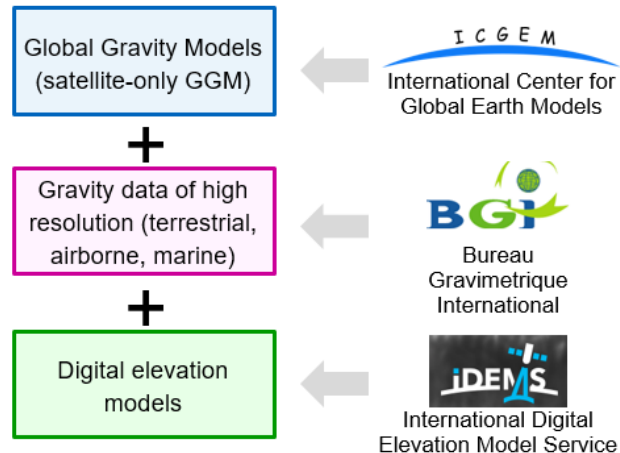 Global Gravity Models
(satellite-only GGM)
ICGEM
International Center for
Global Earth Models
+
Gravity data of high
resolution (terrestrial,
airborne, marine)
BGI
Bureau
Gravimetrique
International
+
Digital elevation
models
iDEMS
International Digital
Elevation Model Service